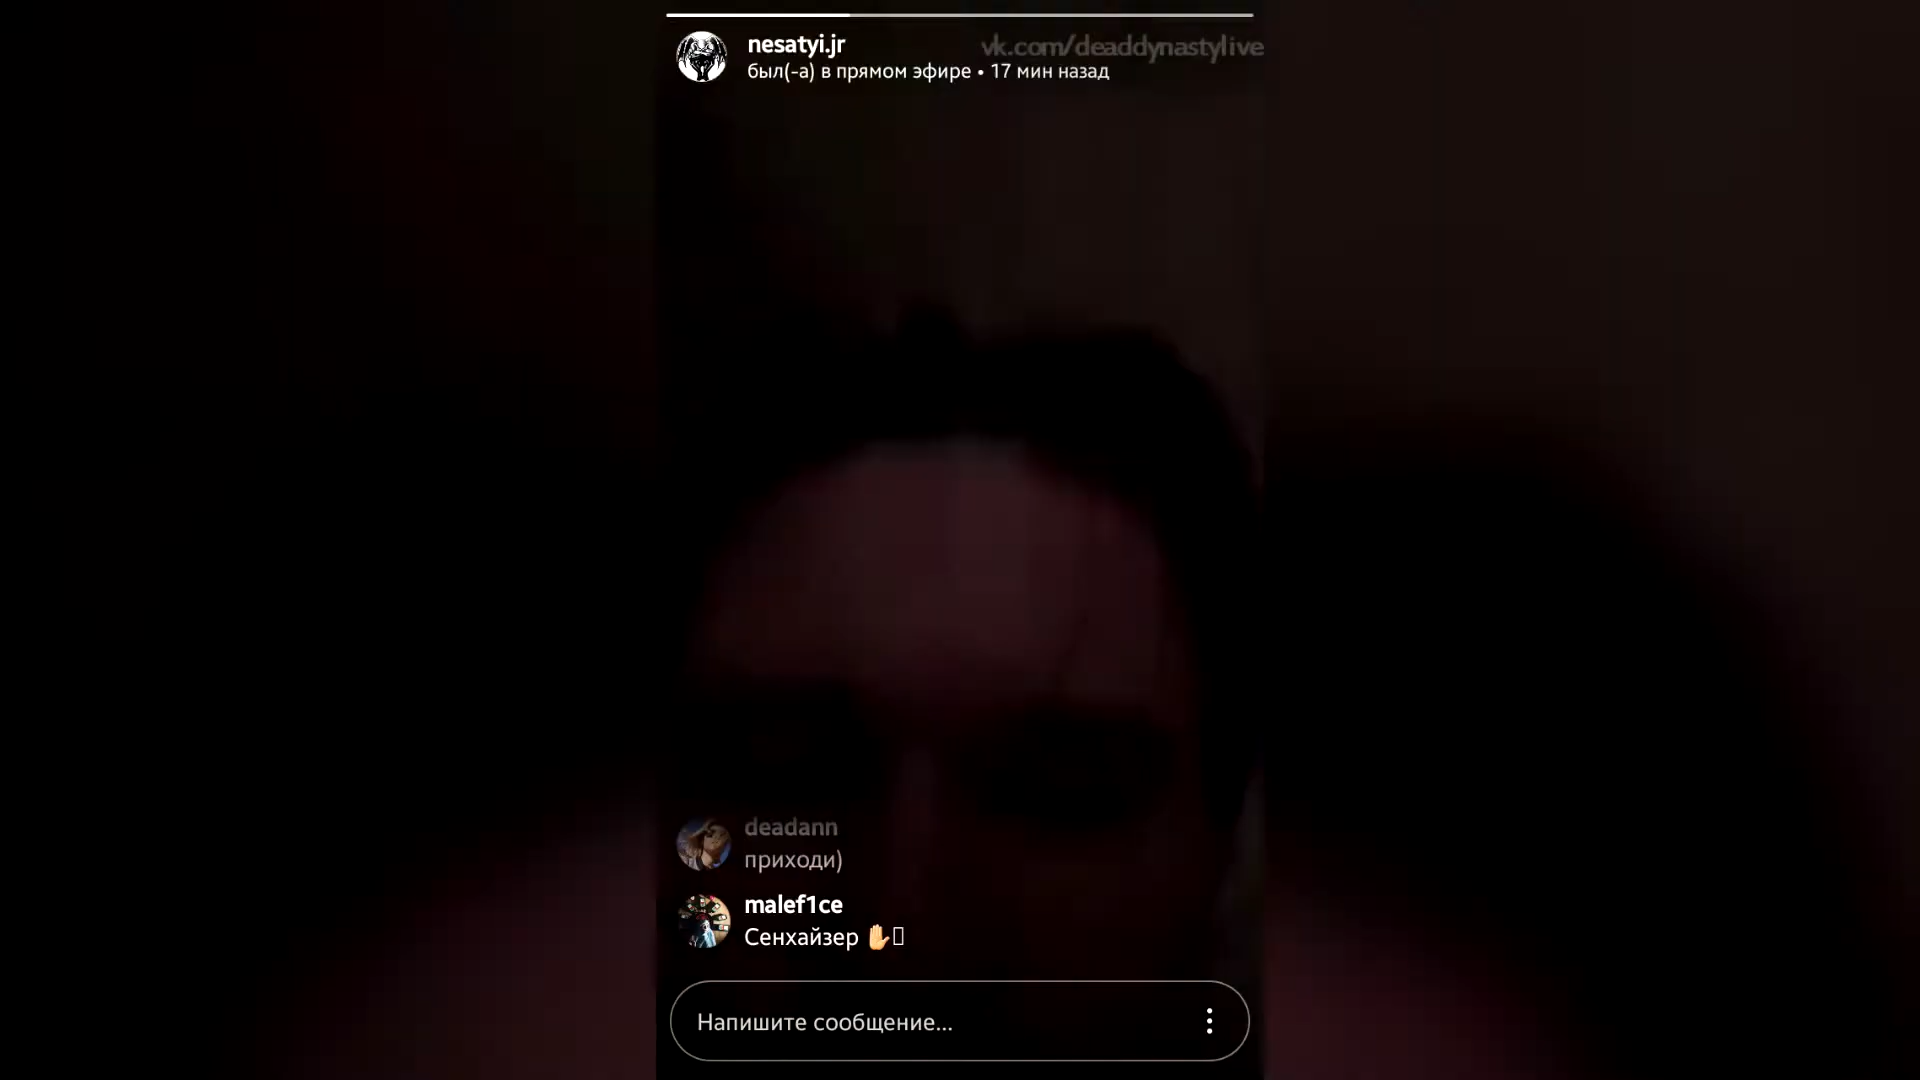 nesatyi.jr
vk.com/deaddynastylive
был(-а) в прямом эфире • 17 мин назад
deadann
приходи)
malef1ce
Сенхайзер ✋
Напишите сообщение...